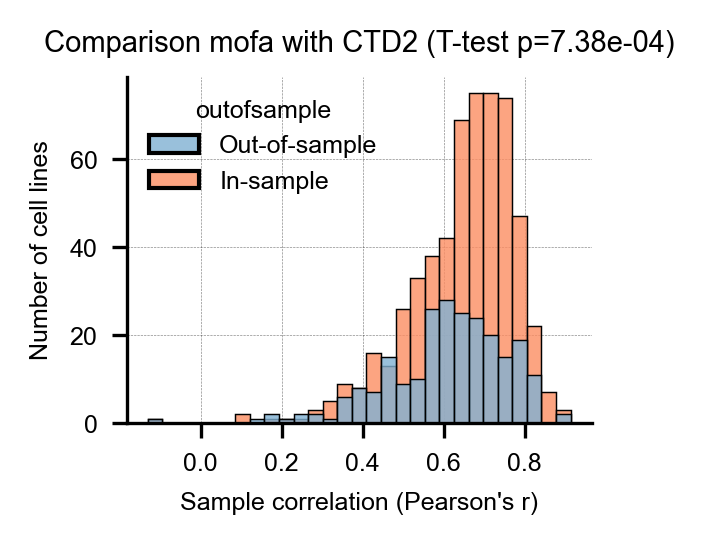 Comparison mofa with CTD2 (T-test p=7.38e-04)
outofsample
Out-of-sample
In-sample
Number of cell lines
60
40
20
0
0.0 0.2 0.4 0.6 0.8
Sample correlation (Pearson's r)